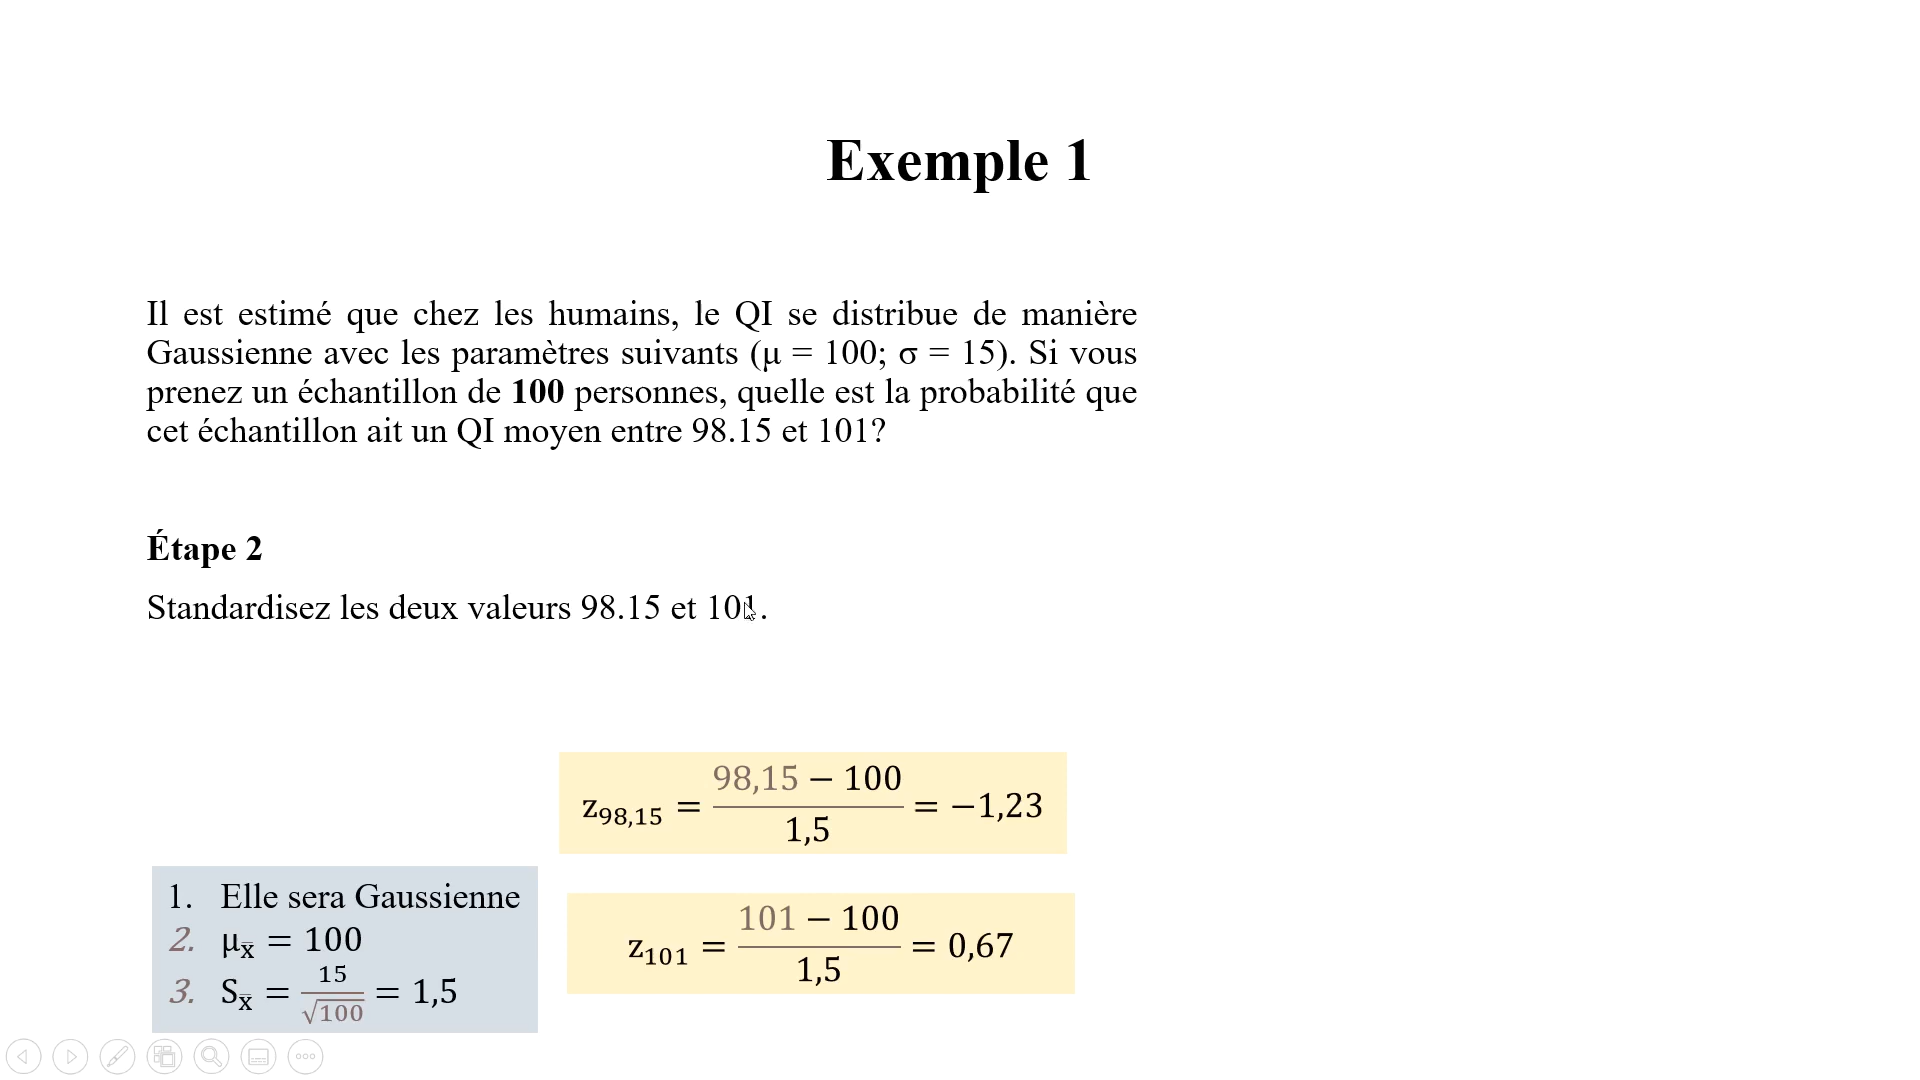 Exemple 1
Il est estimé que chez les humains, le QI se distribue de manière
Gaussienne avec les paramètres suivants (μ = 100; σ = 15). Si vous
prenez un échantillon de 100 personnes, quelle est la probabilité que
cet échantillon ait un QI moyen entre 98.15 et 101?
Étape 2
Standardisez les deux valeurs 98.15 et 101.
z₉₈,₁₅ = (98,15 − 100)/1,5 = −1,23
1. Elle sera Gaussienne
2. μ_x̅ = 100
3. S_x̅ = 15/√100 = 1,5
z₁₀₁ = (101 − 100)/1,5 = 0,67